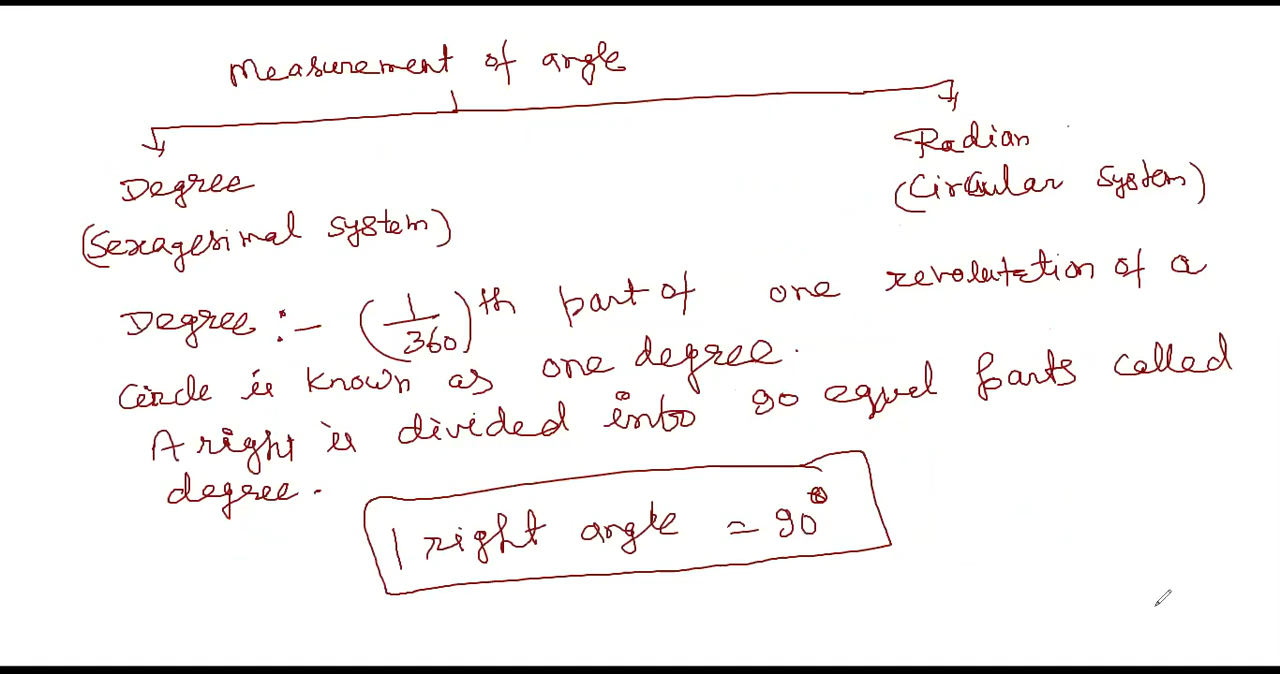 Measurement of angle
Degree
(Sexagesimal system)
Radian
(Circular system)
Degree :- (1/360)th part of one revolution of a
circle is known as one degree.
A right is divided into 90 equal parts called
degree.
1 right angle = 90°